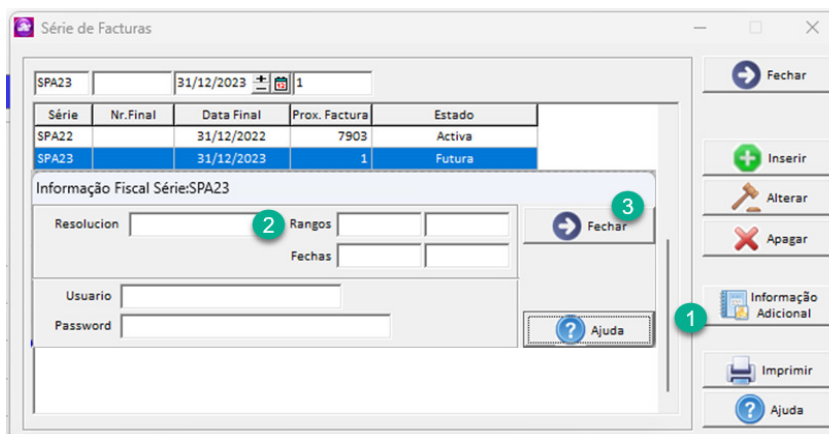 Série de Facturas
Fechar
SPA23 31/12/2023 1
Série Nr.Final Data Final Prox. Factura Estado
SPA22 31/12/2022 7903 Activa
SPA23 31/12/2023 1 Futura
Inserir
Alterar
Apagar
Informação Fiscal Série:SPA23
Resolucion 2 Rangos
3 Fechar
Fechas
Usuario
Password
Ajuda
1 Informação
Adicional
Imprimir
Ajuda